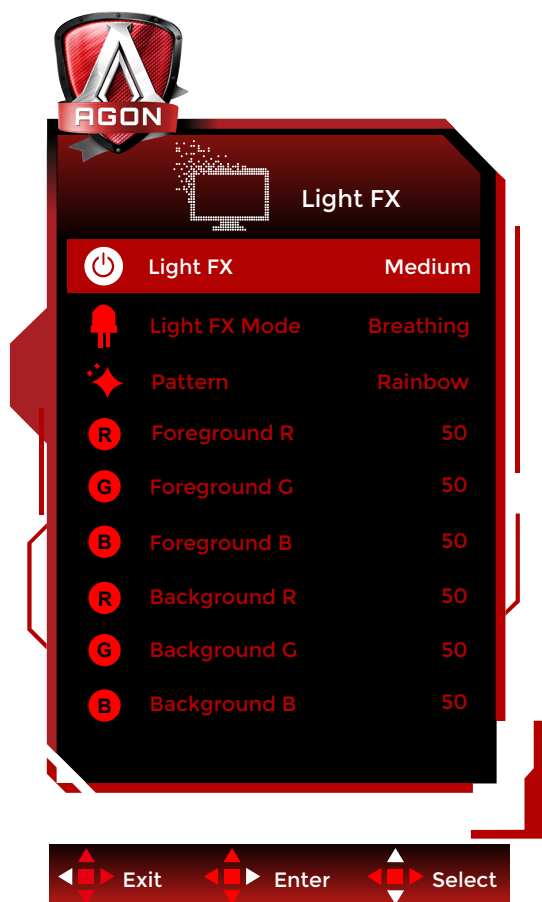 AGON
Light FX
Light FX Medium
Light FX Mode Breathing
Pattern Rainbow
R Foreground R 50
G Foreground G 50
B Foreground B 50
R Background R 50
G Background G 50
B Background B 50
Exit Enter Select